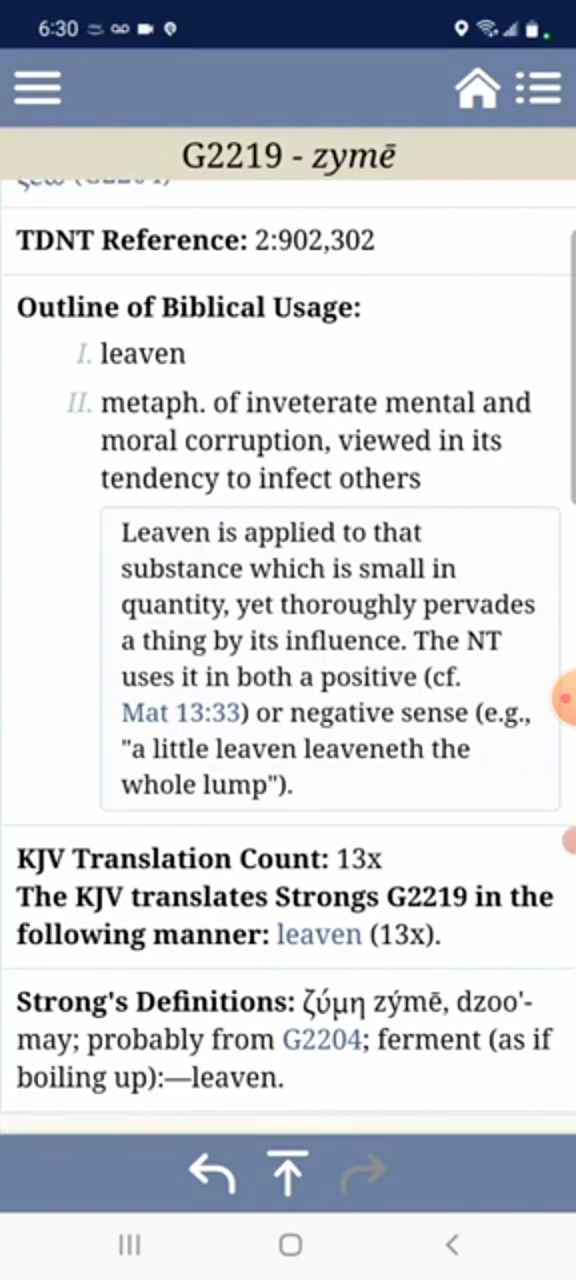 6:30
G2219 - zymē
TDNT Reference: 2:902,302
Outline of Biblical Usage:
I. leaven
II. metaph. of inveterate mental and
moral corruption, viewed in its
tendency to infect others
Leaven is applied to that
substance which is small in
quantity, yet thoroughly pervades
a thing by its influence. The NT
uses it in both a positive (cf.
Mat 13:33) or negative sense (e.g.,
"a little leaven leaveneth the
whole lump").
KJV Translation Count: 13x
The KJV translates Strongs G2219 in the
following manner: leaven (13x).
Strong's Definitions: ζύμη zýmē, dzoo'-
may; probably from G2204; ferment (as if
boiling up):—leaven.